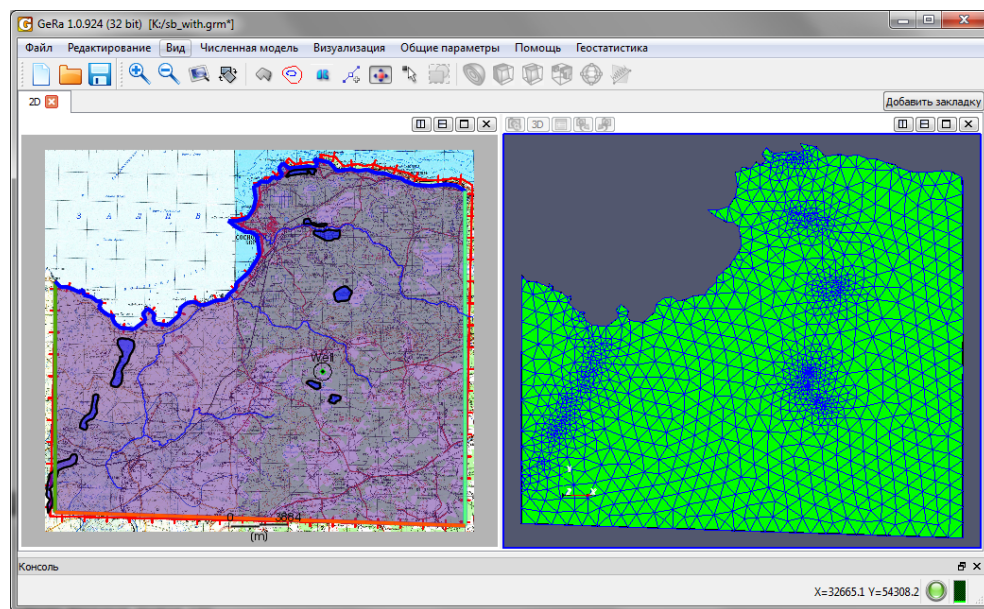 GeRa 1.0.924 (32 bit) [K:/sb_with.grm*]
Файл Редактирование Вид Численная модель Визуализация Общие параметры Помощь Геостатистика
2D
Добавить закладку
3D
З А Л И В
Well
0
(m)
Y
Z X
Консоль
X=32665.1 Y=54308.2